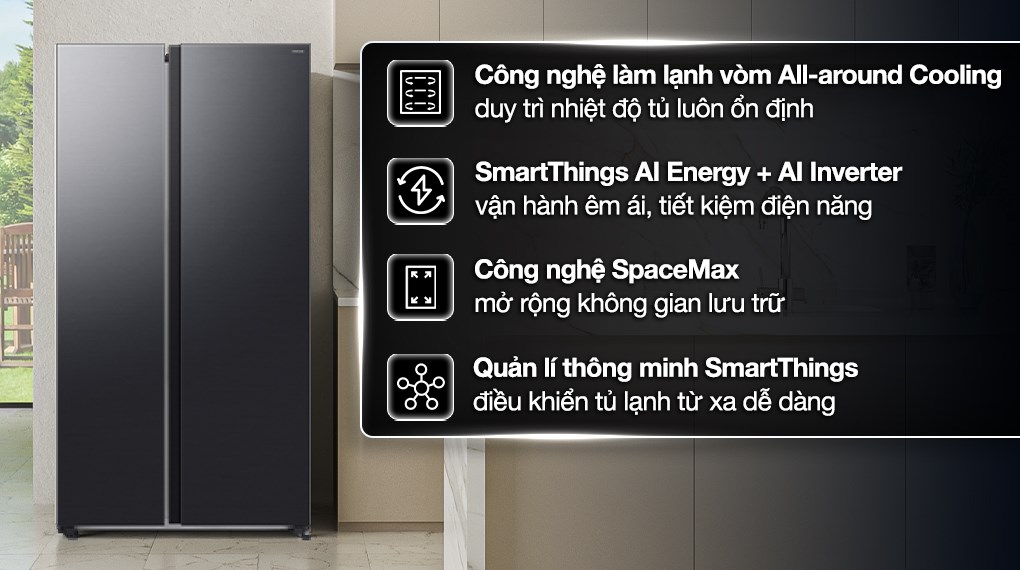 Công nghệ làm lạnh vòm All-around Cooling
duy trì nhiệt độ tủ luôn ổn định
SmartThings AI Energy + AI Inverter
vận hành êm ái, tiết kiệm điện năng
Công nghệ SpaceMax
mở rộng không gian lưu trữ
Quản lí thông minh SmartThings
điều khiển tủ lạnh từ xa dễ dàng